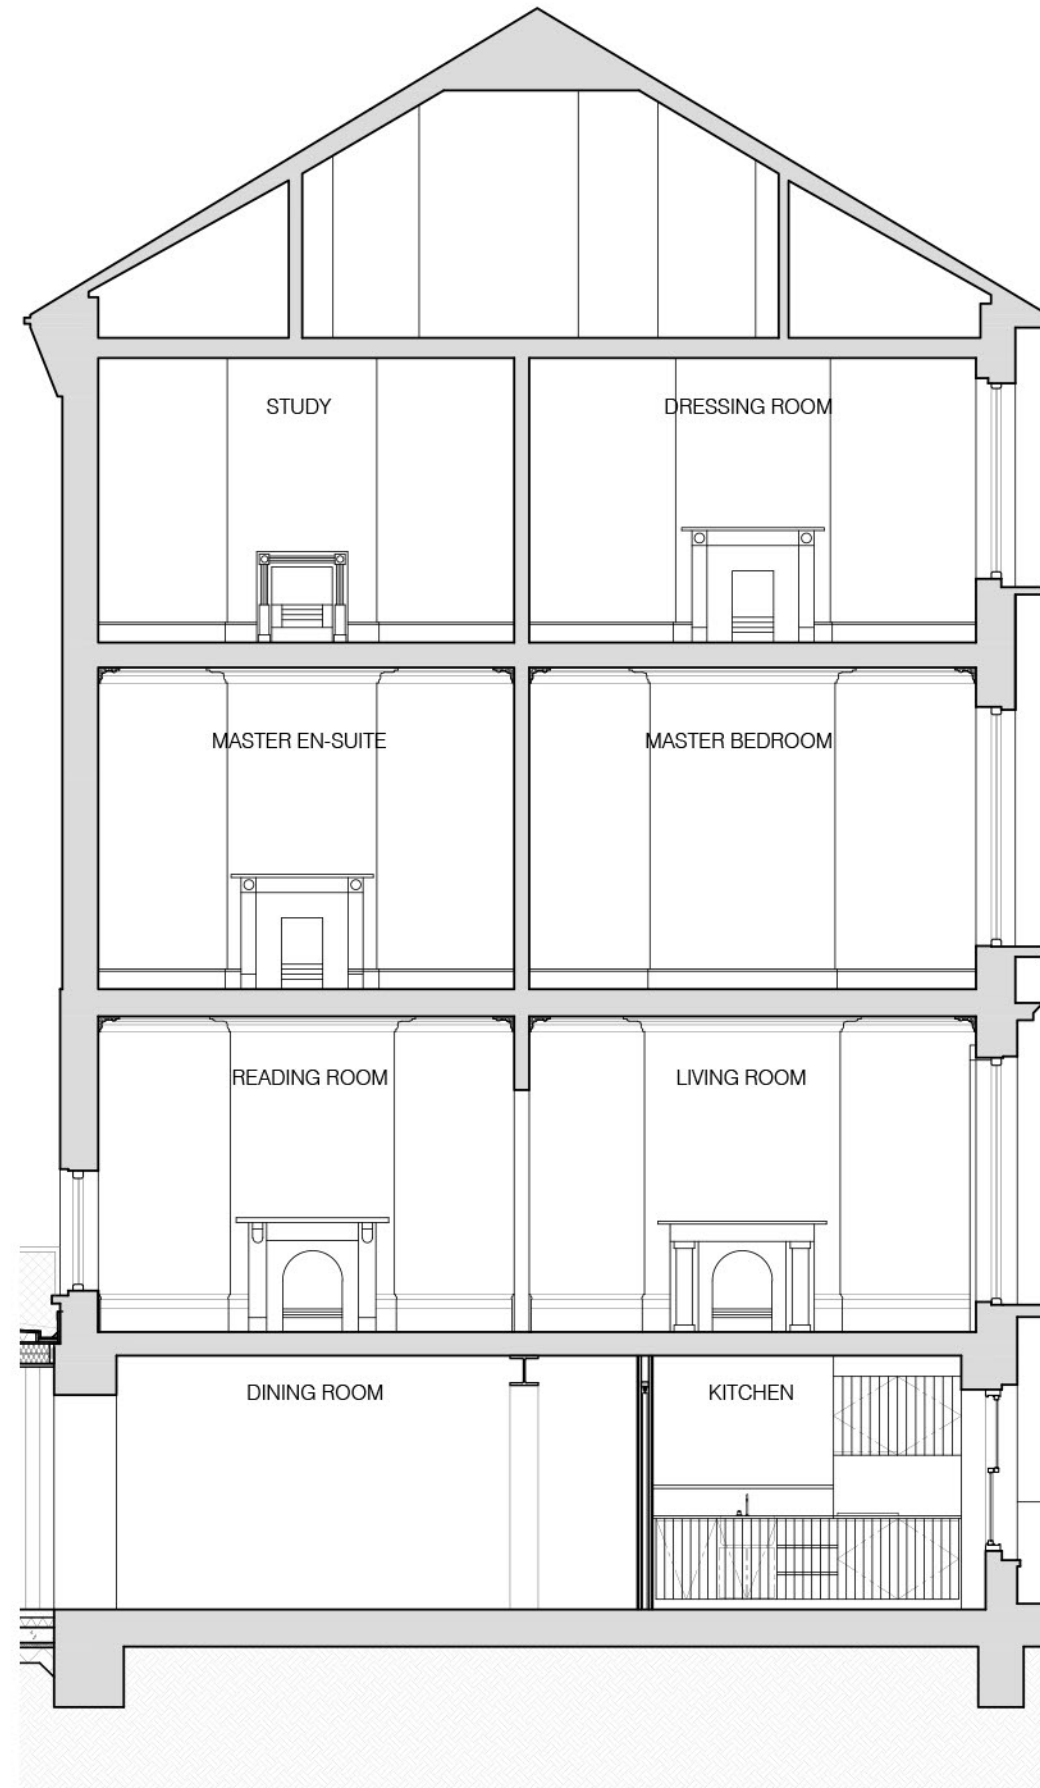 STUDY
DRESSING ROOM
MASTER EN-SUITE
MASTER BEDROOM
READING ROOM
LIVING ROOM
DINING ROOM
KITCHEN